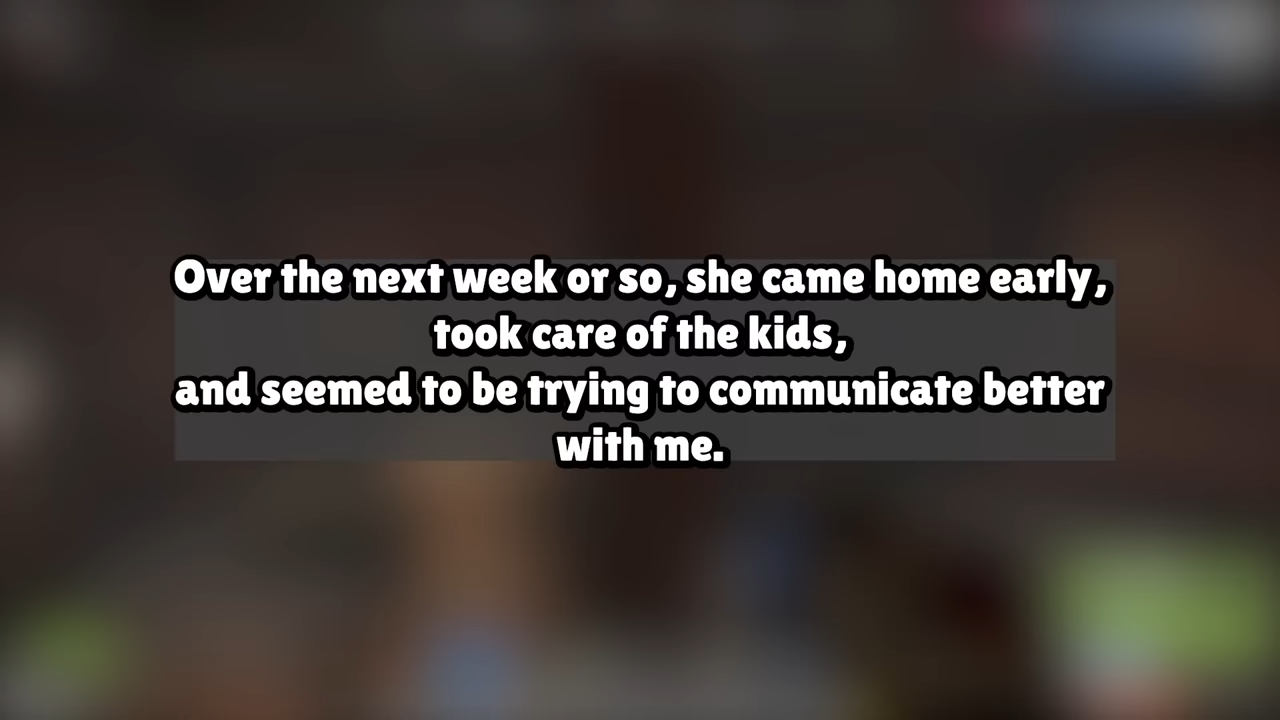 Over the next week or so, she came home early,
took care of the kids,
and seemed to be trying to communicate better
with me.